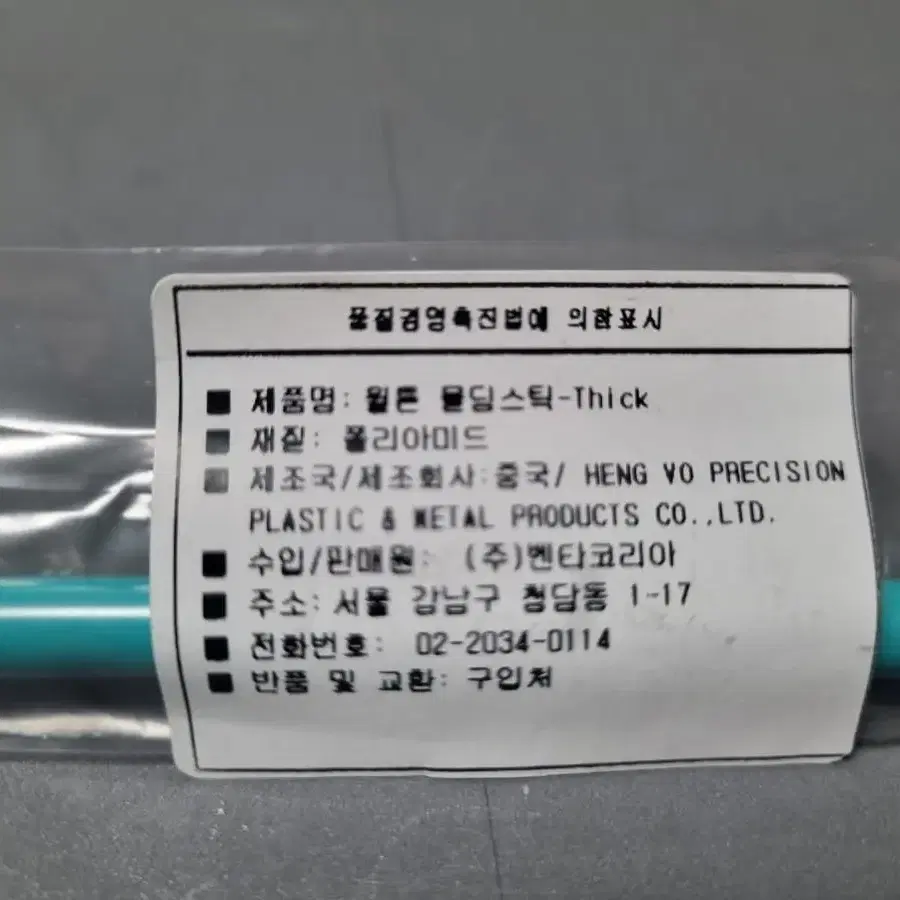 품질경영촉진법에 의한표시
■ 제품명: 윌튼 몰딩스틱-Thick
■ 재질: 폴리아미드
■ 제조국/제조회사:중국/ HENG VO PRECISION
PLASTIC & METAL PRODUCTS CO.,LTD.
■ 수입/판매원: (주)벤타코리아
■ 주소: 서울 강남구 청담동 1-17
■ 전화번호: 02-2034-0114
■ 반품 및 교환: 구입처